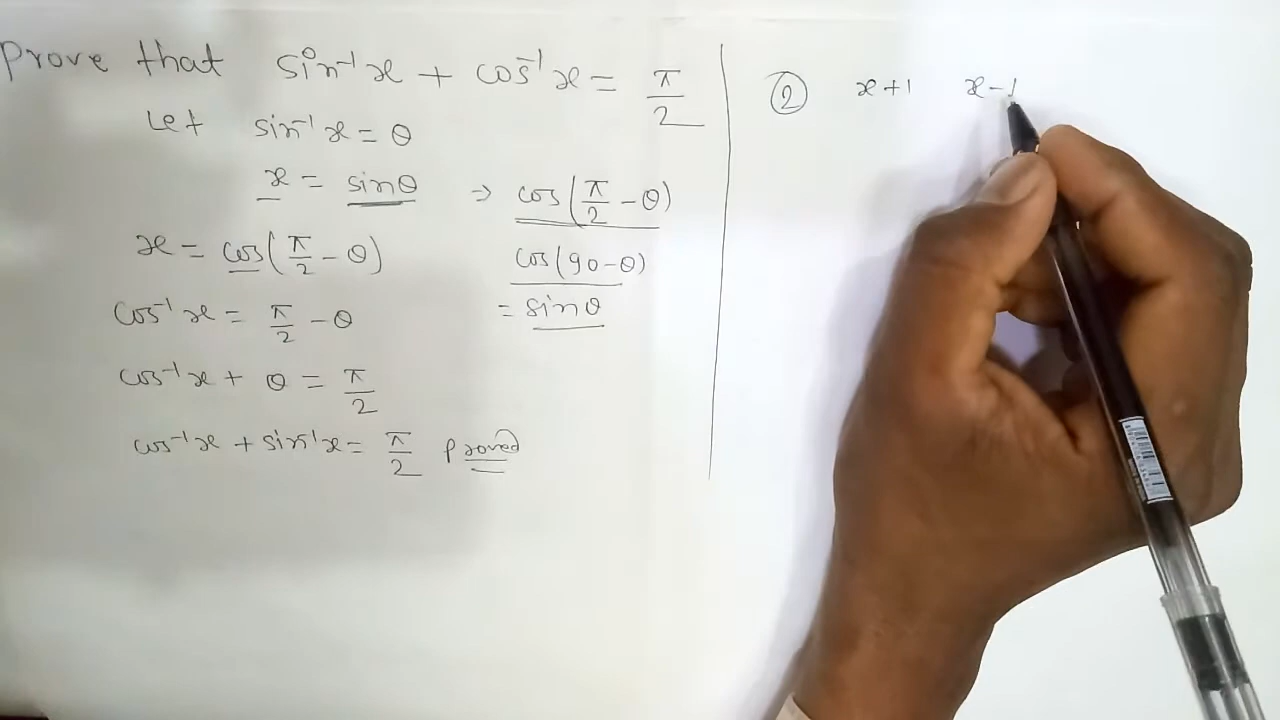 Prove that sin⁻¹x + cos⁻¹x = π/2
Let sin⁻¹x = θ
x = sinθ → cos(π/2 − θ)
x = cos(π/2 − θ)
cos(90−θ)
= sinθ
cos⁻¹x = π/2 − θ
cos⁻¹x + θ = π/2
cos⁻¹x + sin⁻¹x = π/2 proved
② x+1 x−1